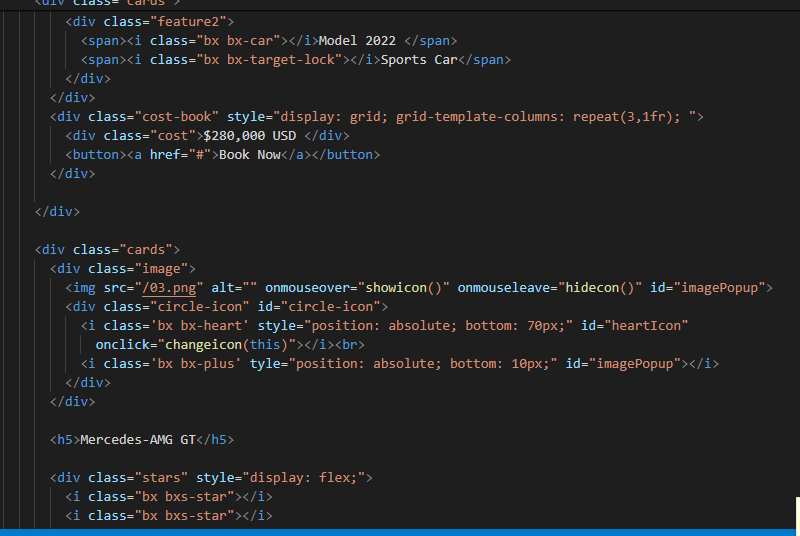 <div class="cards">
<div class="feature2">
<span><i class="bx bx-car"></i>Model 2022 </span>
<span><i class="bx bx-target-lock"></i>Sports Car</span>
</div>
</div>
<div class="cost-book" style="display: grid; grid-template-columns: repeat(3,1fr); ">
<div class="cost">$280,000 USD </div>
<button><a href="#">Book Now</a></button>
</div>
</div>
<div class="cards">
<div class="image">
<img src="/03.png" alt="" onmouseover="showicon()" onmouseleave="hidecon()" id="imagePopup">
<div class="circle-icon" id="circle-icon">
<i class='bx bx-heart' style="position: absolute; bottom: 70px;" id="heartIcon"
onclick="changeicon(this)"></i><br>
<i class='bx bx-plus' tyle="position: absolute; bottom: 10px;" id="imagePopup"></i>
</div>
</div>
<h5>Mercedes-AMG GT</h5>
<div class="stars" style="display: flex;">
<i class="bx bxs-star"></i>
<i class="bx bxs-star"></i>